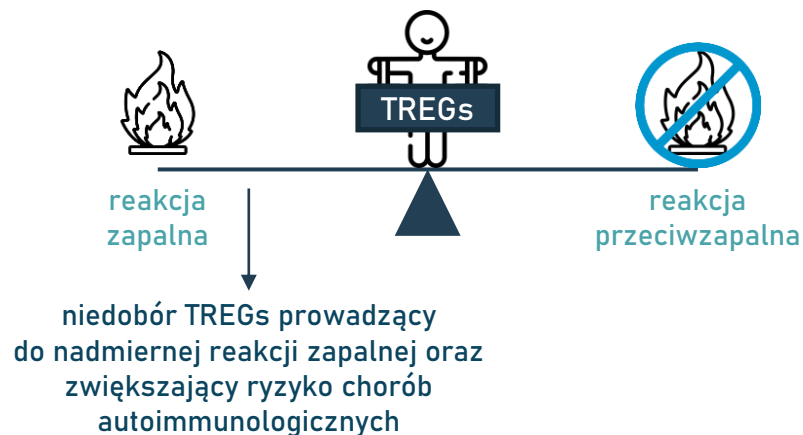 TREGs
reakcja
zapalna
reakcja
przeciwzapalna
niedobór TREGs prowadzący
do nadmiernej reakcji zapalnej oraz
zwiększający ryzyko chorób
autoimmunologicznych